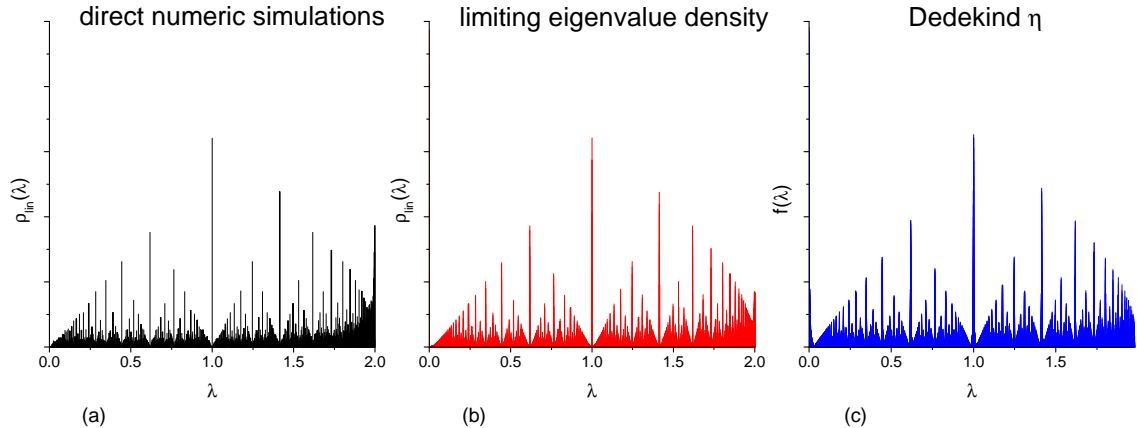 direct numeric simulations
limiting eigenvalue density
Dedekind η
ρlin(λ)
ρlin(λ)
f(λ)
0.0 0.5 1.0 1.5 2.0
0.0 0.5 1.0 1.5 2.0
0.0 0.5 1.0 1.5
λ
λ
λ
(a)
(b)
(c)